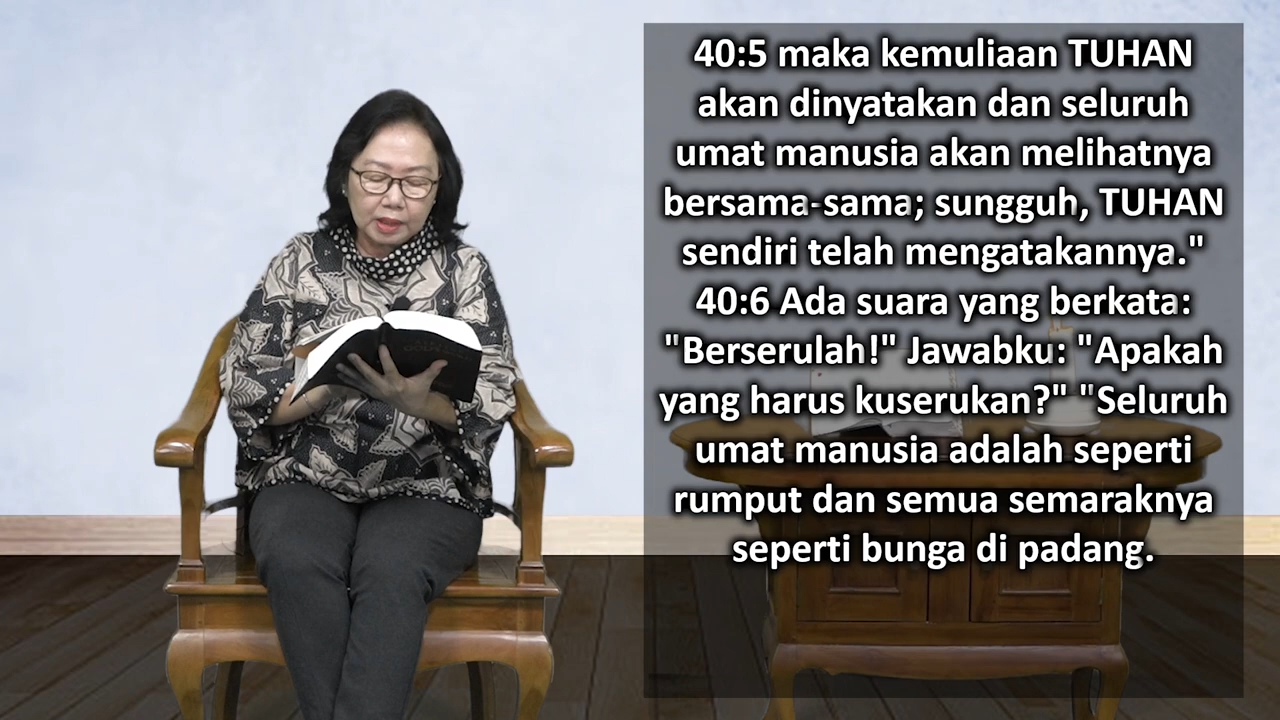 40:5 maka kemuliaan TUHAN
akan dinyatakan dan seluruh
umat manusia akan melihatnya
bersama-sama; sungguh, TUHAN
sendiri telah mengatakannya."
40:6 Ada suara yang berkata:
"Berserulah!" Jawabku: "Apakah
yang harus kuserukan?" "Seluruh
umat manusia adalah seperti
rumput dan semua semaraknya
seperti bunga di padang.